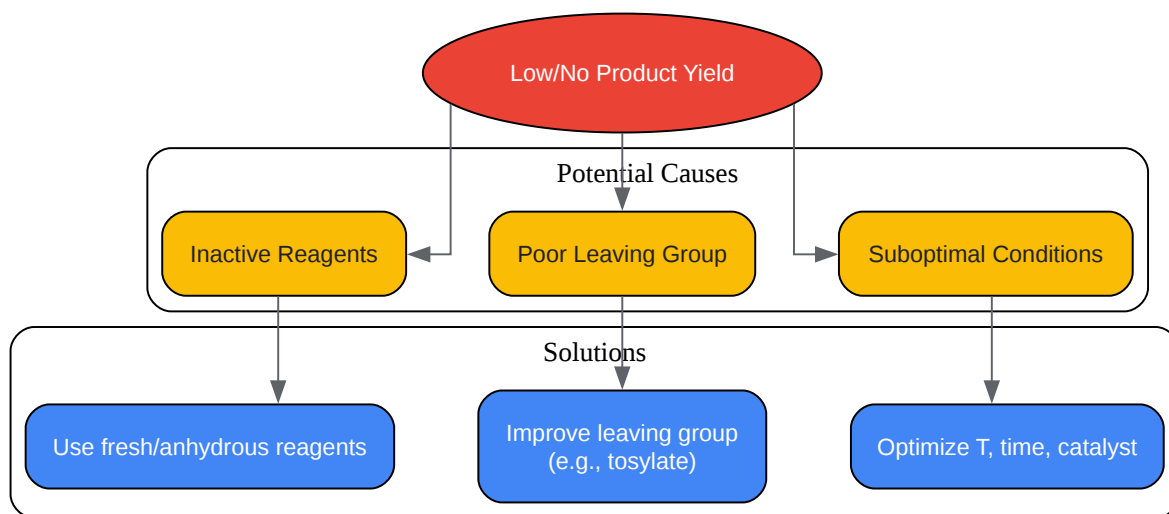 Low/No Product Yield
Potential Causes
Inactive Reagents
Poor Leaving Group
Suboptimal Conditions
Solutions
Use fresh/anhydrous reagents
Improve leaving group
(e.g., tosylate)
Optimize T, time, catalyst